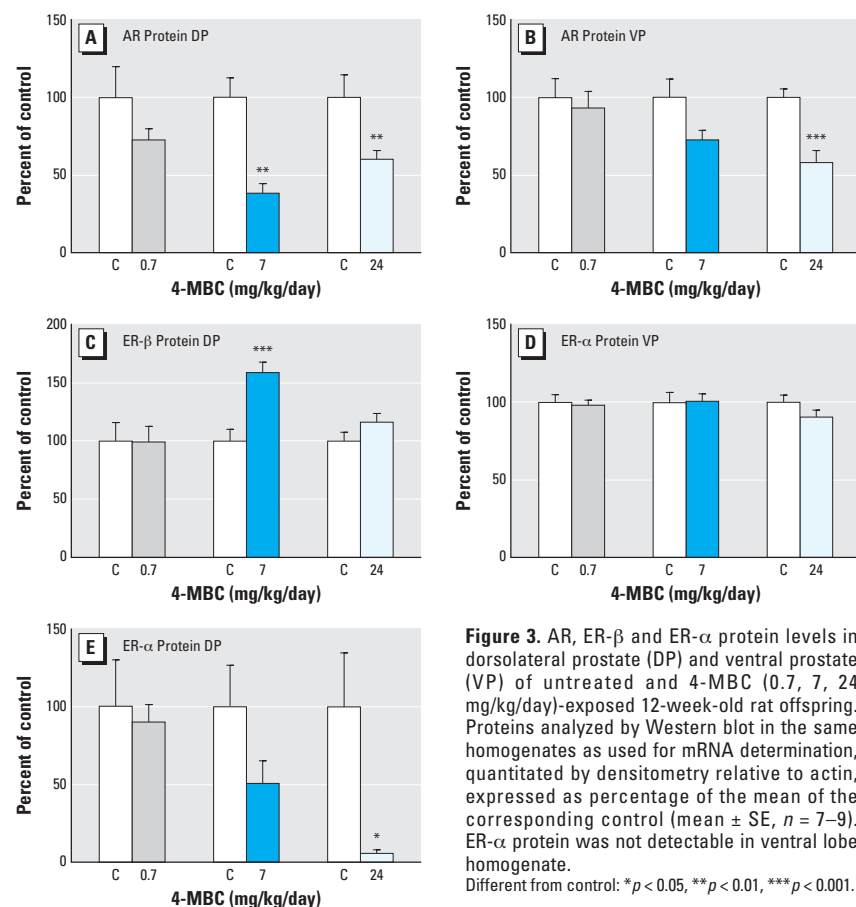 A AR Protein DP
Percent of control
150
100
50
0
** **
C 0.7 C 7 C 24
4-MBC (mg/kg/day)
B AR Protein VP
Percent of control
150
100
50
0
***
C 0.7 C 7 C 24
4-MBC (mg/kg/day)
C ER-β Protein DP
Percent of control
200
150
100
50
0
***
C 0.7 C 7 C 24
4-MBC (mg/kg/day)
D ER-α Protein VP
Percent of control
150
100
50
0
C 0.7 C 7 C 24
4-MBC (mg/kg/day)
E ER-α Protein DP
Percent of control
150
100
50
0
*
C 0.7 C 7 C 24
4-MBC (mg/kg/day)
Figure 3. AR, ER-β and ER-α protein levels in
dorsolateral prostate (DP) and ventral prostate
(VP) of untreated and 4-MBC (0.7, 7, 24
mg/kg/day)-exposed 12-week-old rat offspring.
Proteins analyzed by Western blot in the same
homogenates as used for mRNA determination,
quantitated by densitometry relative to actin,
expressed as percentage of the mean of the
corresponding control (mean ± SE, n = 7–9).
ER-α protein was not detectable in ventral lobe
homogenate.
Different from control: *p < 0.05, **p < 0.01, ***p < 0.001.